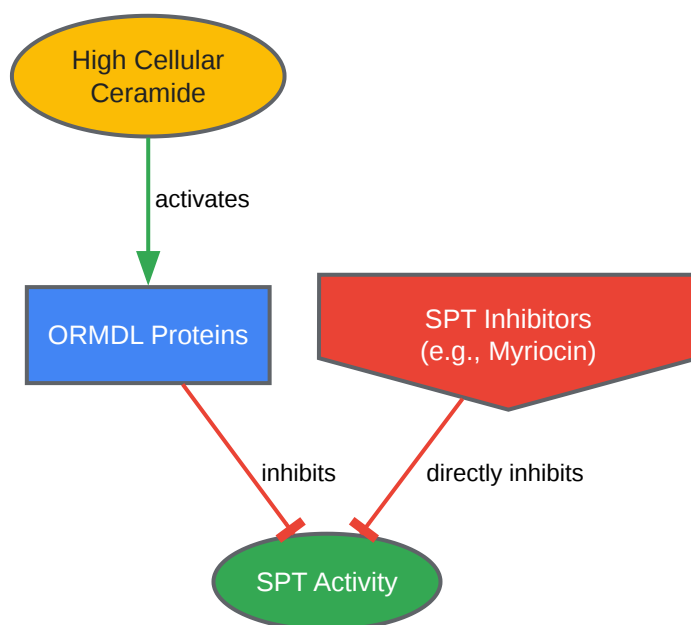 High Cellular
Ceramide
activates
ORMDL Proteins
SPT Inhibitors
(e.g., Myriocin)
inhibits
directly inhibits
SPT Activity